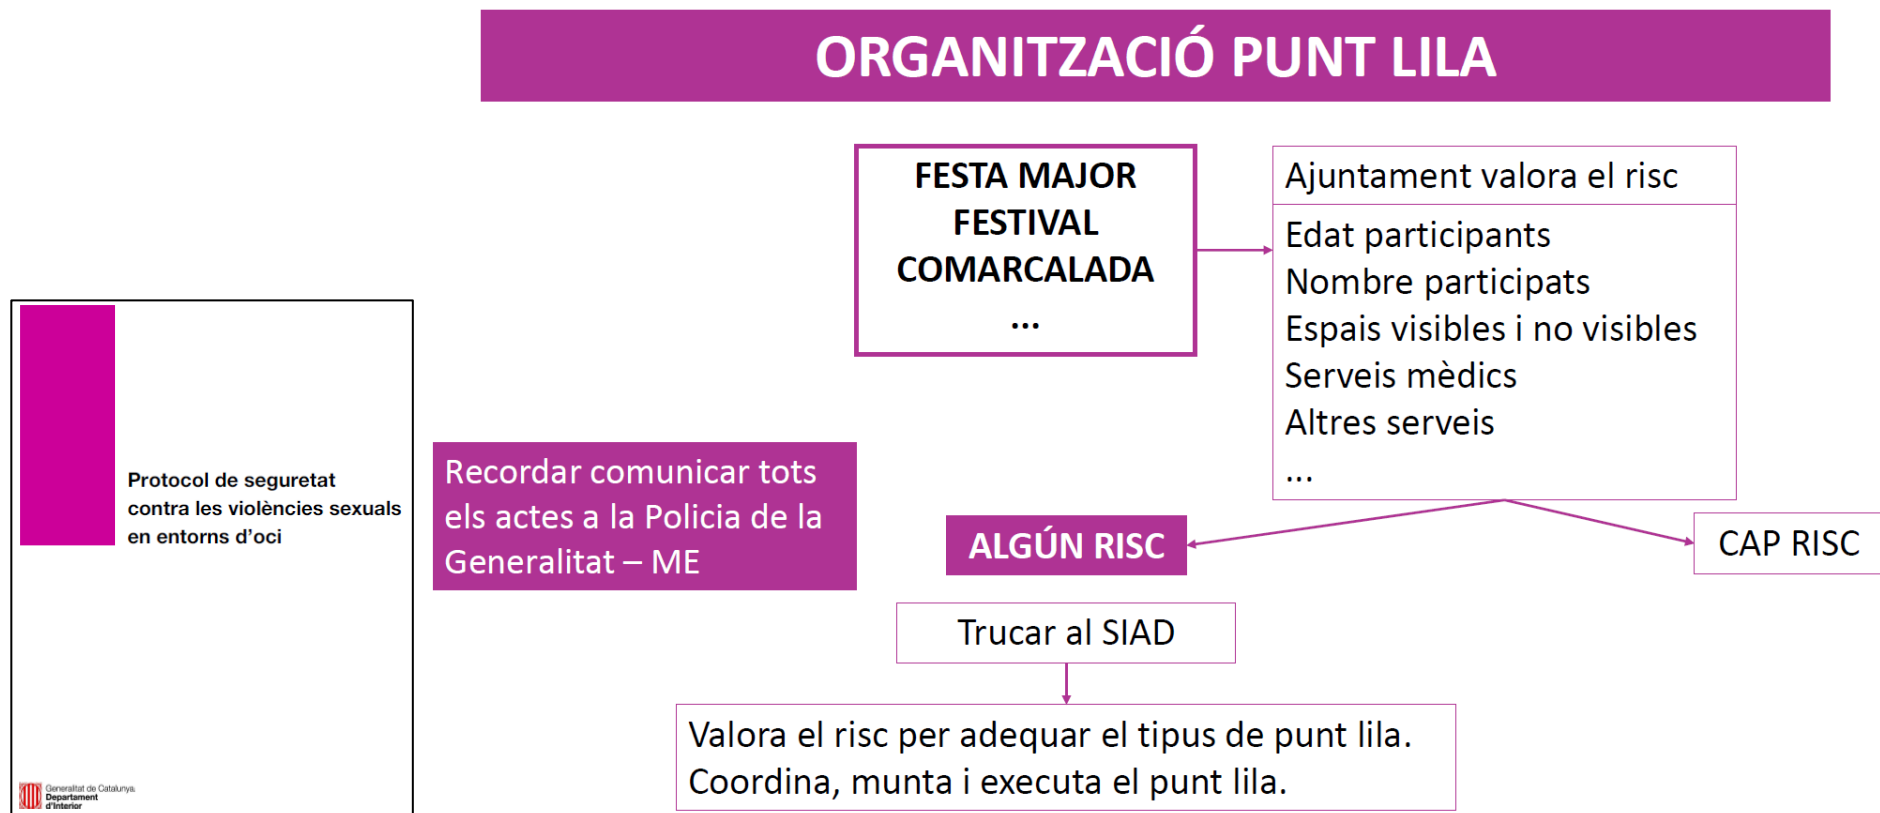 ORGANITZACIÓ PUNT LILA
FESTA MAJOR
FESTIVAL
COMARCALADA
...
Ajuntament valora el risc
Edat participants
Nombre participats
Espais visibles i no visibles
Serveis mèdics
Altres serveis
...
Protocol de seguretat
contra les violències sexuals
en entorns d'oci
Generalitat de Catalunya
Departament
d'Interior
Recordar comunicar tots
els actes a la Policia de la
Generalitat – ME
ALGÚN RISC
CAP RISC
Trucar al SIAD
Valora el risc per adequar el tipus de punt lila.
Coordina, munta i executa el punt lila.